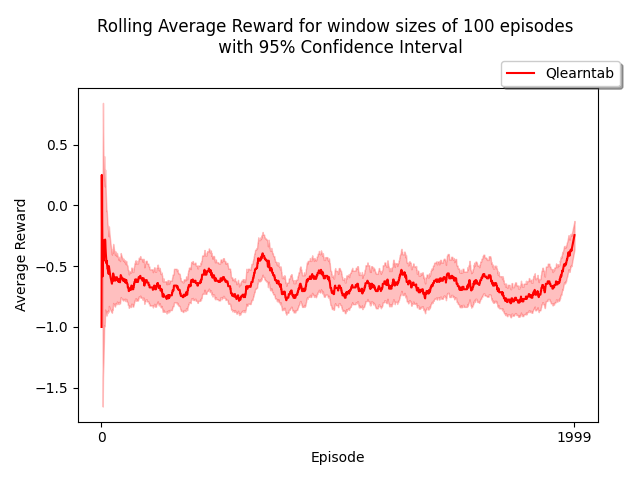 Rolling Average Reward for window sizes of 100 episodes
with 95% Confidence Interval
Qlearntab
Average Reward
0.5
0.0
−0.5
−1.0
−1.5
0
1999
Episode